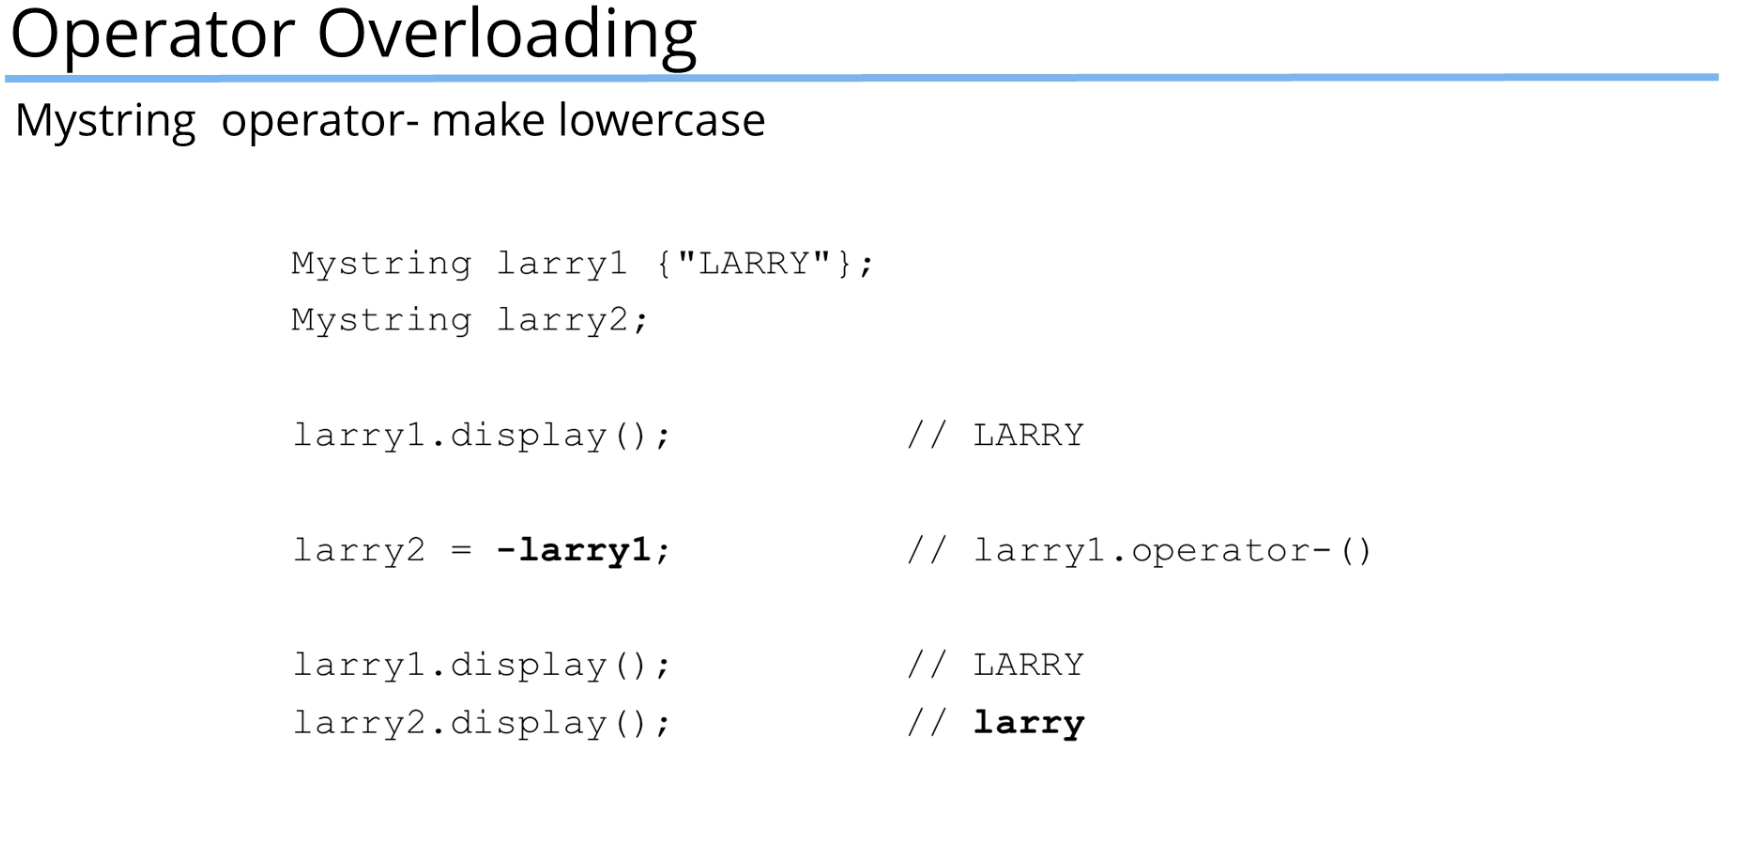 Operator Overloading
Mystring operator- make lowercase
Mystring larry1 {"LARRY"};
Mystring larry2;
larry1.display(); // LARRY
larry2 = -larry1; // larry1.operator-()
larry1.display(); // LARRY
larry2.display(); // larry